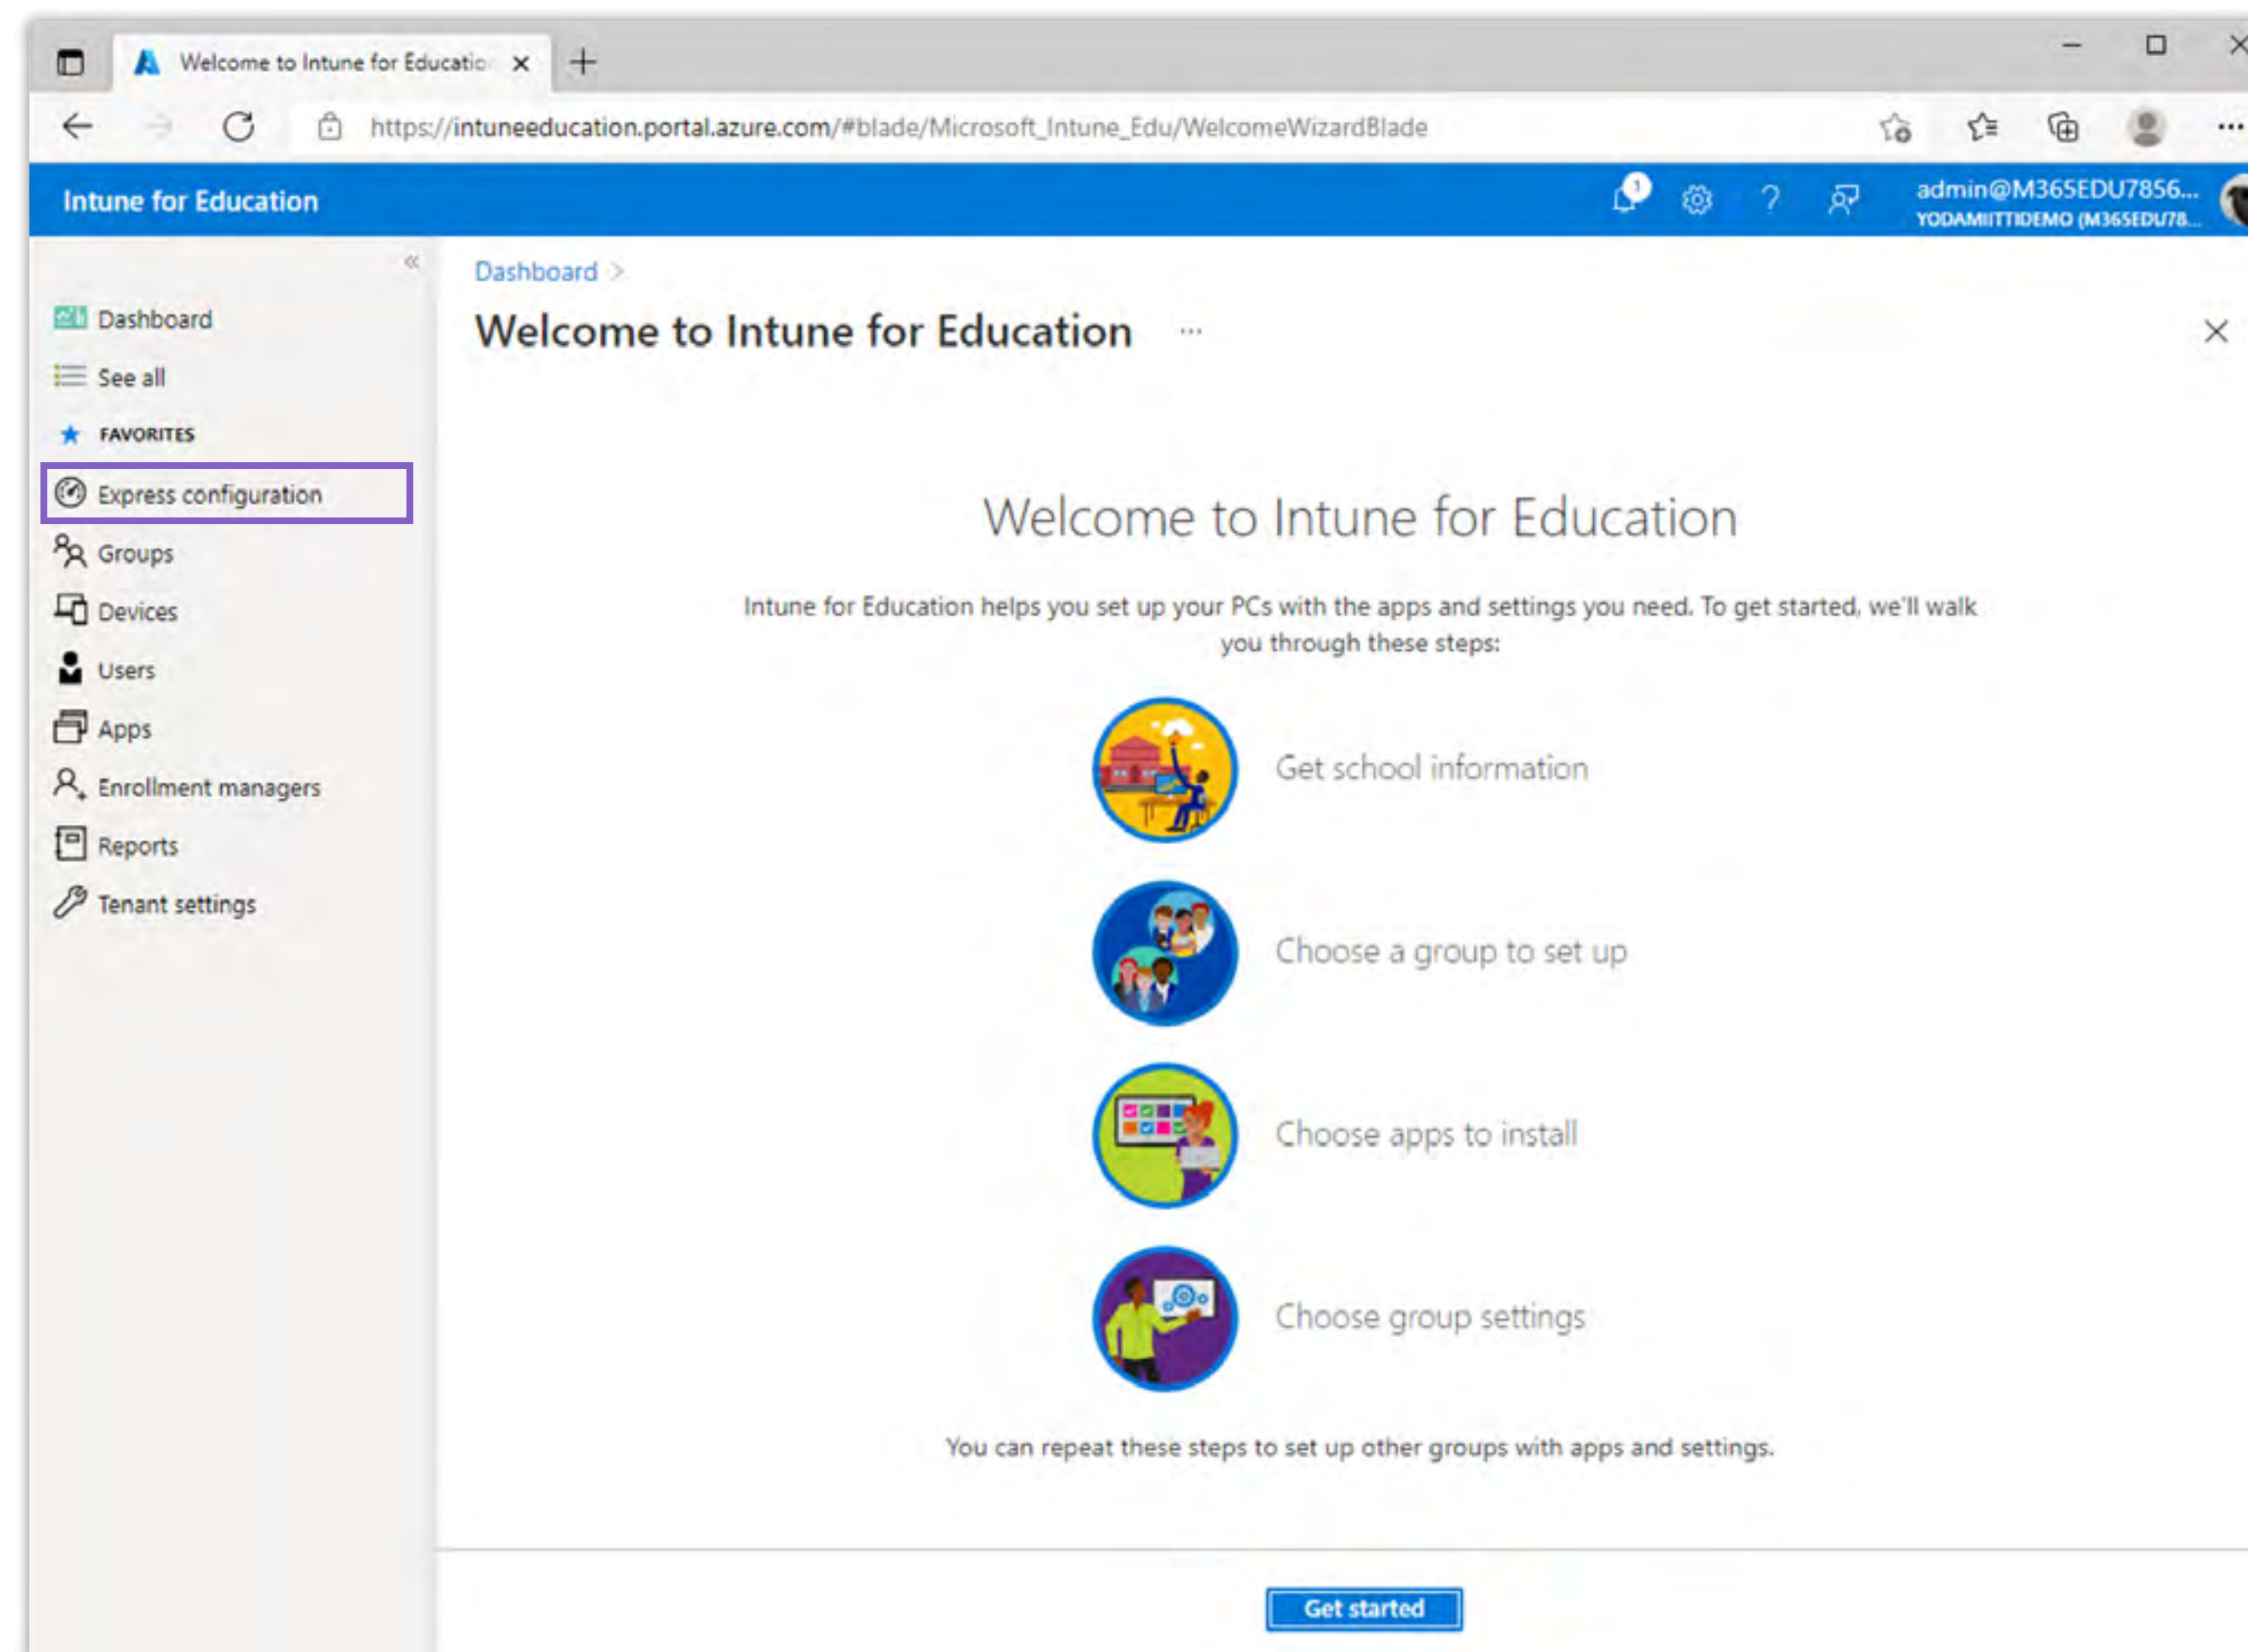 Welcome to Intune for Educatio
https://intuneeducation.portal.azure.com/#blade/Microsoft_Intune_Edu/WelcomeWizardBlade
Intune for Education
1
?
admin@M365EDU7856...
YODAMIITTIDEMO (M365EDU78...
Dashboard >
Welcome to Intune for Education ...
Dashboard
See all
FAVORITES
Express configuration
Groups
Devices
Users
Apps
Enrollment managers
Reports
Tenant settings
Welcome to Intune for Education
Intune for Education helps you set up your PCs with the apps and settings you need. To get started, we'll walk
you through these steps:
Get school information
Choose a group to set up
Choose apps to install
Choose group settings
You can repeat these steps to set up other groups with apps and settings.
Get started